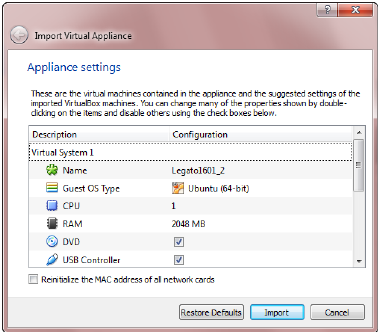 Import Virtual Appliance
Appliance settings
These are the virtual machines contained in the appliance and the suggested settings of the
imported VirtualBox machines. You can change many of the properties shown by double-
clicking on the items and disable others using the check boxes below.
Description Configuration
Virtual System 1
Name Legato1601_2
Guest OS Type Ubuntu (64-bit)
CPU 1
RAM 2048 MB
DVD
USB Controller
Reinitialize the MAC address of all network cards
Restore Defaults Import Cancel